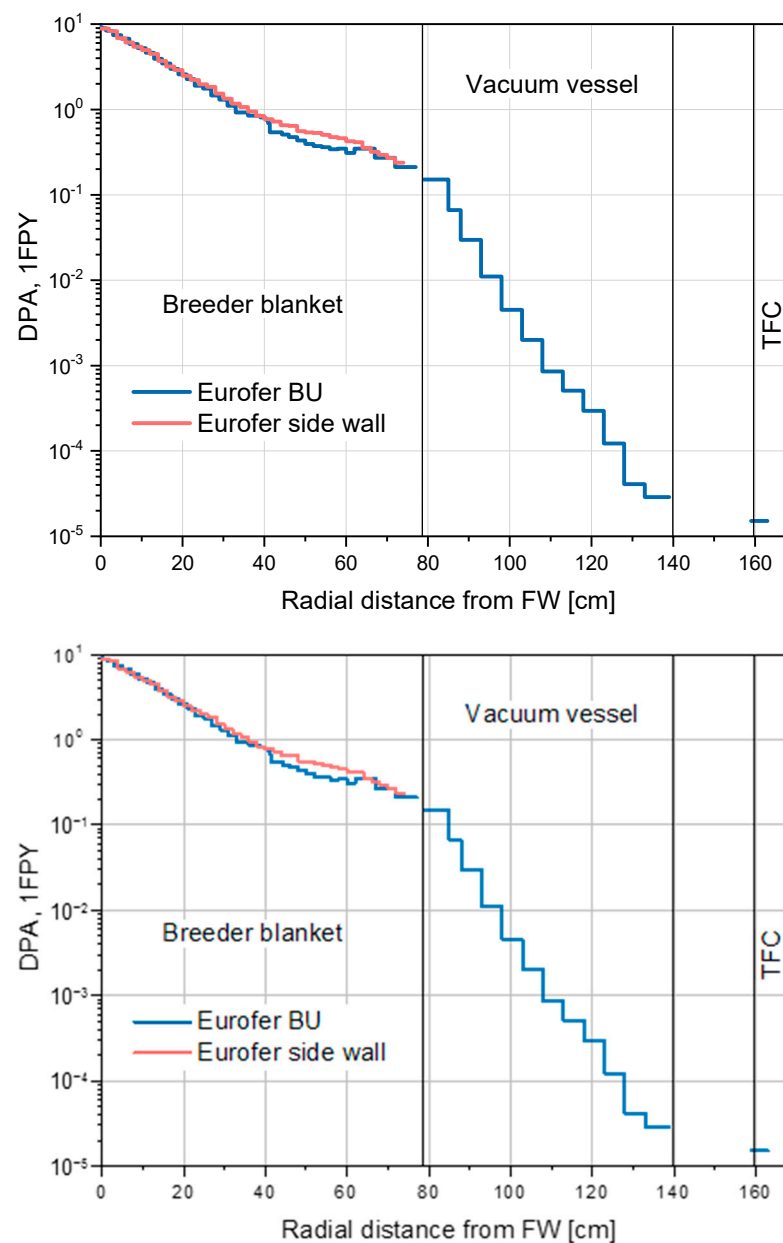 10¹
Vacuum vessel
10⁰
10⁻¹
DPA, 1FPY
10⁻²
Breeder blanket
TFC
10⁻³
Eurofer BU
Eurofer side wall
10⁻⁴
10⁻⁵
0 20 40 60 80 100 120 140 160
Radial distance from FW [cm]
10¹
Vacuum vessel
10⁰
10⁻¹
DPA, 1FPY
10⁻²
Breeder blanket
TFC
10⁻³
Eurofer BU
Eurofer side wall
10⁻⁴
10⁻⁵
0 20 40 60 80 100 120 140 160
Radial distance from FW [cm]